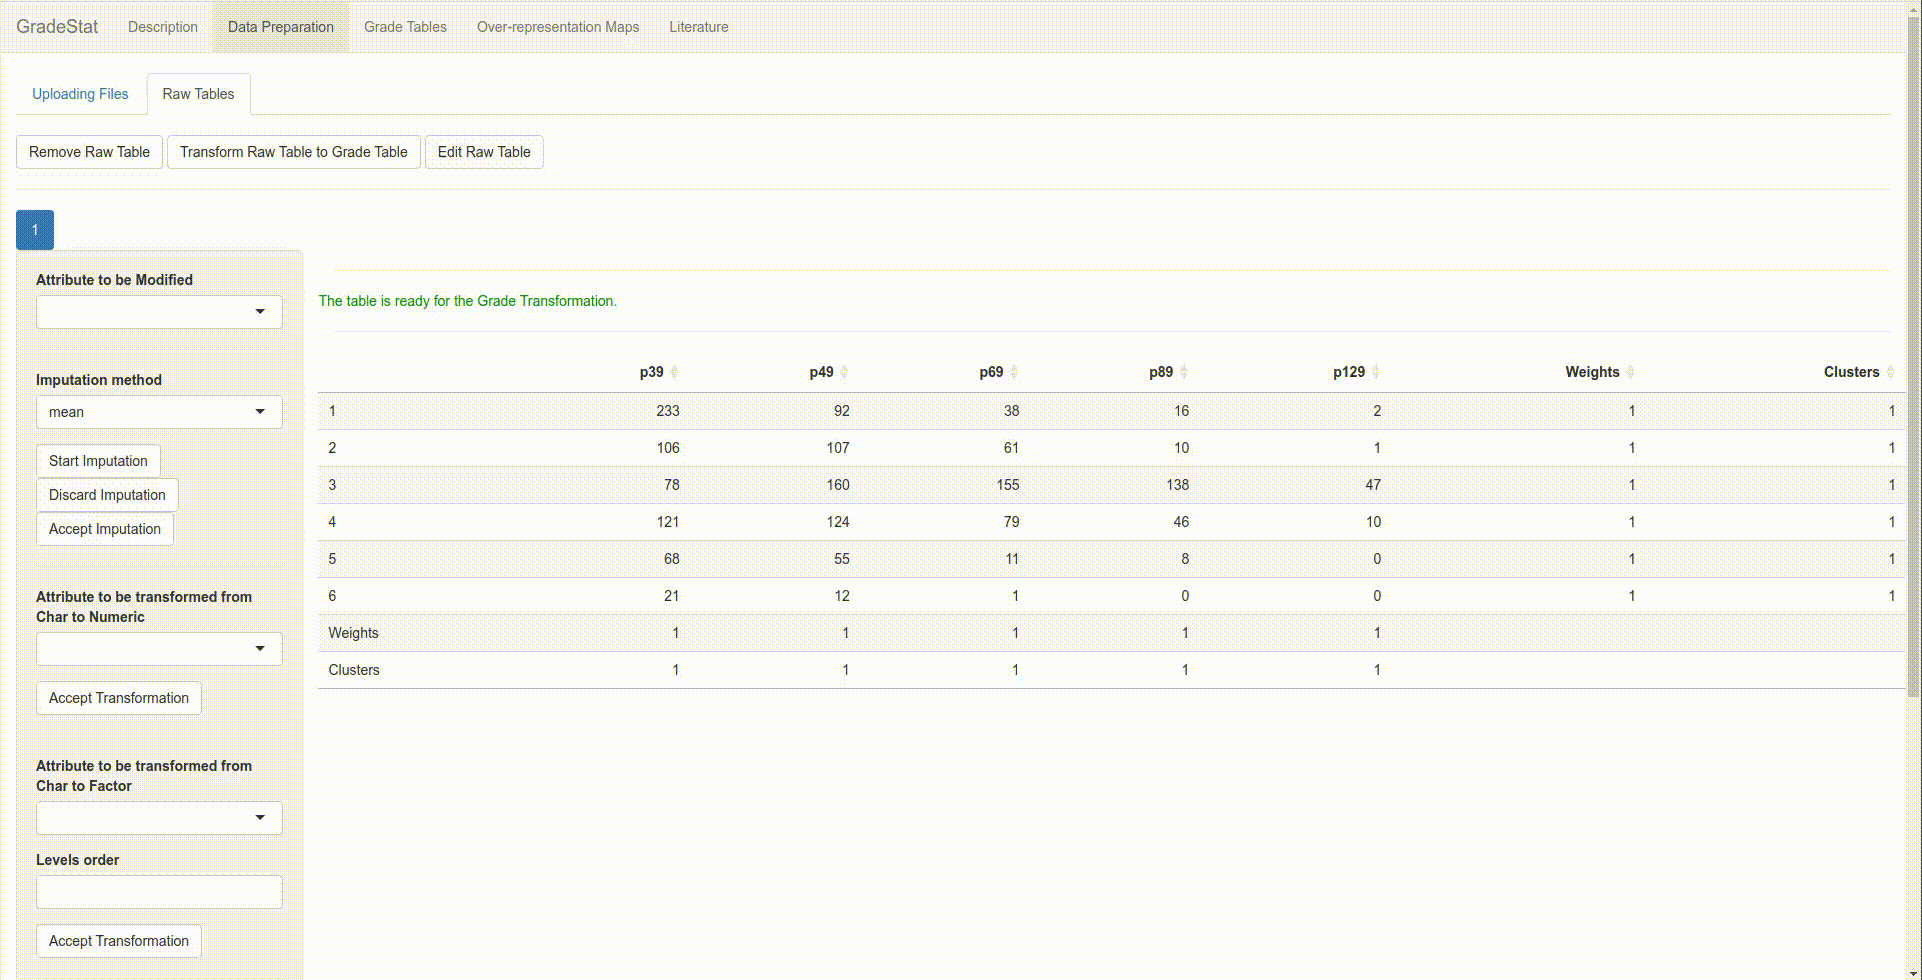 GradeStat Description Data Preparation Grade Tables Over-representation Maps Literature
Uploading Files Raw Tables
Remove Raw Table Transform Raw Table to Grade Table Edit Raw Table
1
Attribute to be Modified
Imputation method
mean
Start Imputation
Discard Imputation
Accept Imputation
Attribute to be transformed from
Char to Numeric
Accept Transformation
Attribute to be transformed from
Char to Factor
Levels order
Accept Transformation
The table is ready for the Grade Transformation.
p39 p49 p69 p89 p129 Weights Clusters
1 233 92 38 16 2 1 1
2 106 107 61 10 1 1 1
3 78 160 155 138 47 1 1
4 121 124 79 46 10 1 1
5 68 55 11 8 0 1 1
6 21 12 1 0 0 1 1
Weights 1 1 1 1 1
Clusters 1 1 1 1 1